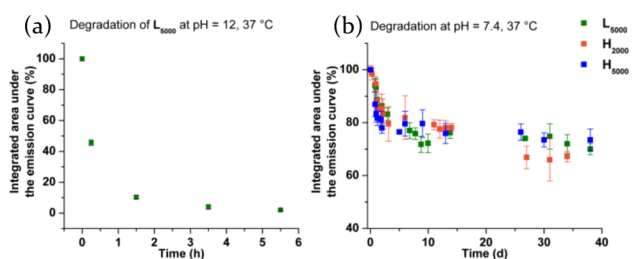 (a)
Degradation of L5000 at pH = 12, 37 °C
Integrated area under
the emission curve (%)
100
80
60
40
20
0
0 1 2 3 4 5 6
Time (h)
(b)
Degradation at pH = 7.4, 37 °C
L5000
H2000
H5000
Integrated area under
the emission curve (%)
100
80
60
40
0 10 20 30 40
Time (d)